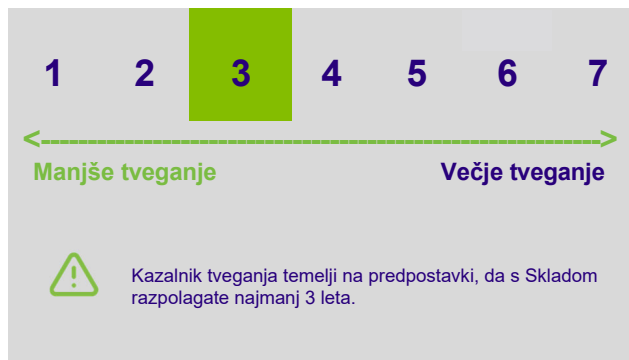 1 2 3 4 5 6 7
<--------------------------------------------------------------->
Manjše tveganje Večje tveganje
Kazalnik tveganja temelji na predpostavki, da s Skladom
razpolagate najmanj 3 leta.